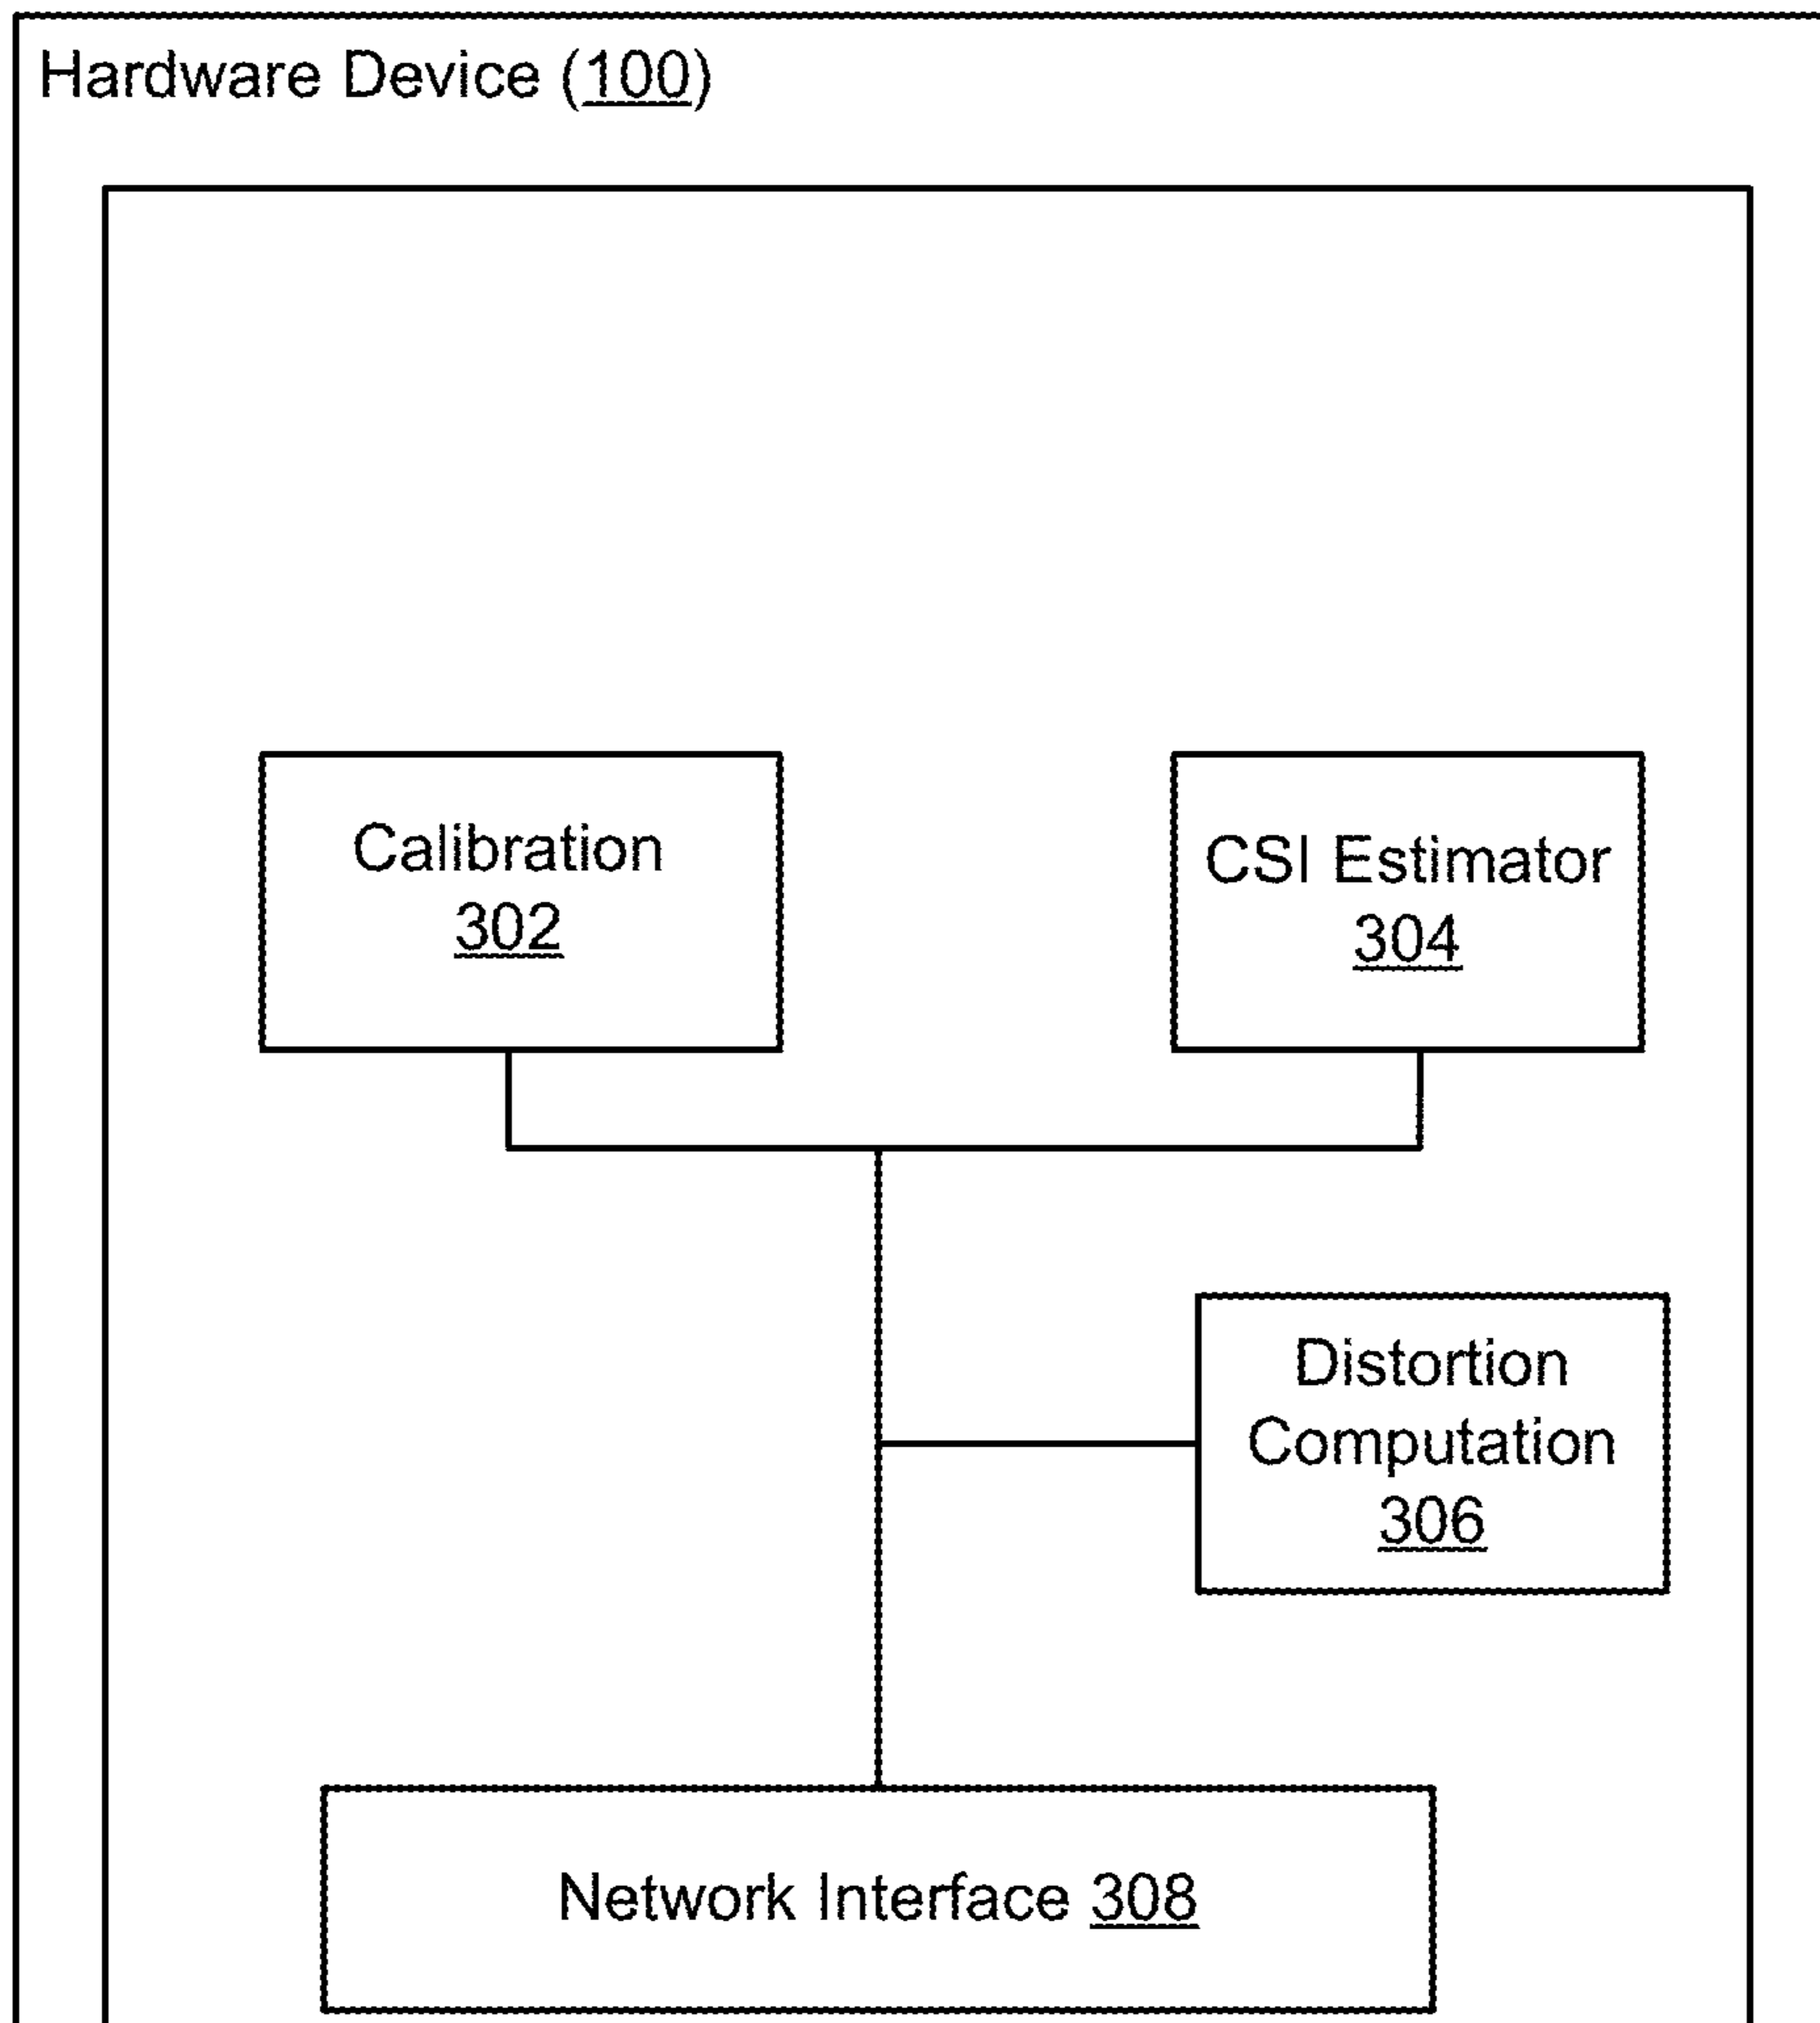 Hardware Device (100)
Calibration
302
CSI Estimator
304
Distortion
Computation
306
Network Interface 308